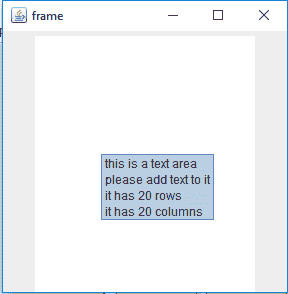 frame
this is a text area
please add text to it
it has 20 rows
it has 20 columns